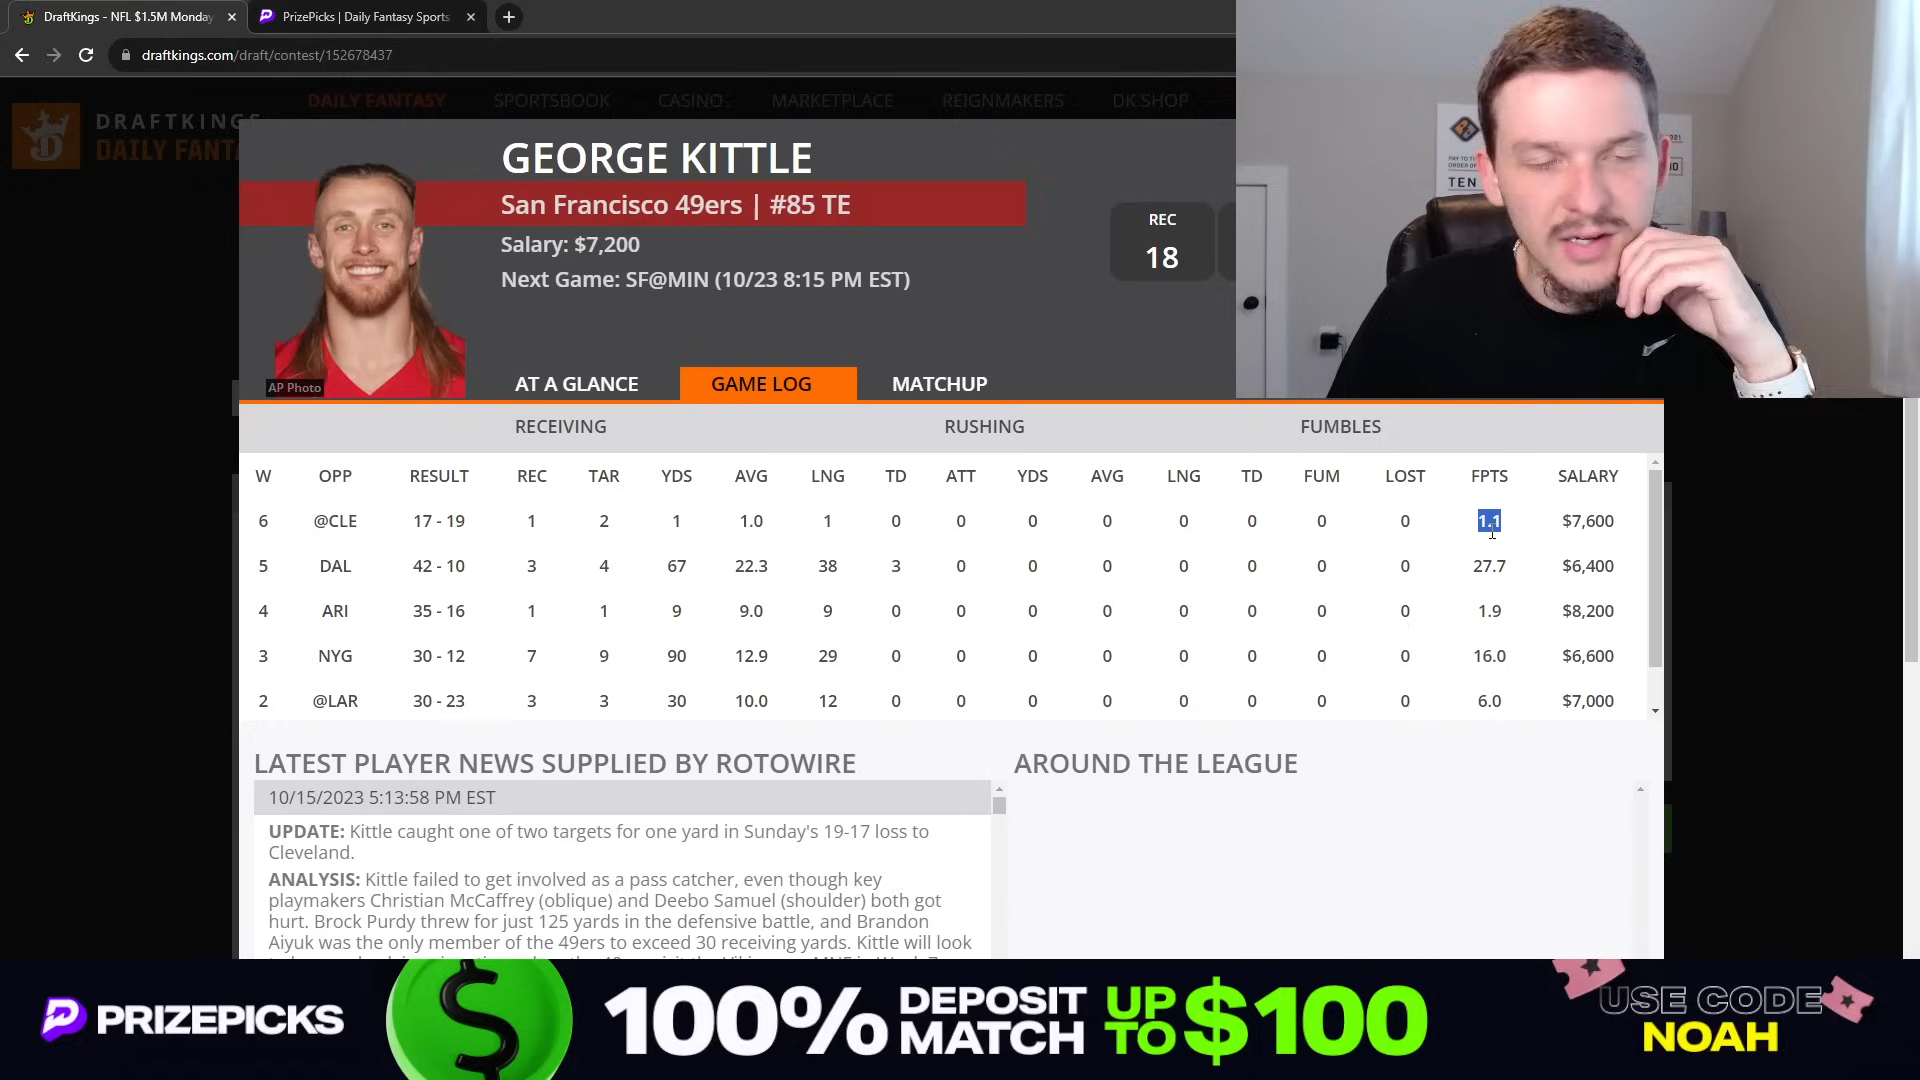 DraftKings - NFL $1.5M Monday
PrizePicks | Daily Fantasy Sports
draftkings.com/draft/contest/152678437
DAILY FANTASY SPORTSBOOK CASINO MARKETPLACE REIGNMAKERS DK SHOP
DRAFTKINGS
DAILY FANTA
GEORGE KITTLE
San Francisco 49ers | #85 TE
Salary: $7,200
Next Game: SF@MIN (10/23 8:15 PM EST)
REC
18
AP Photo
AT A GLANCE GAME LOG MATCHUP
RECEIVING RUSHING FUMBLES
W OPP RESULT REC TAR YDS AVG LNG TD ATT YDS AVG LNG TD FUM LOST FPTS SALARY
6 @CLE 17 - 19 1 2 1 1.0 1 0 0 0 0 0 0 0 0 1.1 $7,600
5 DAL 42 - 10 3 4 67 22.3 38 3 0 0 0 0 0 0 0 27.7 $6,400
4 ARI 35 - 16 1 1 9 9.0 9 0 0 0 0 0 0 0 0 1.9 $8,200
3 NYG 30 - 12 7 9 90 12.9 29 0 0 0 0 0 0 0 0 16.0 $6,600
2 @LAR 30 - 23 3 3 30 10.0 12 0 0 0 0 0 0 0 0 6.0 $7,000
LATEST PLAYER NEWS SUPPLIED BY ROTOWIRE
10/15/2023 5:13:58 PM EST
UPDATE: Kittle caught one of two targets for one yard in Sunday's 19-17 loss to
Cleveland.
ANALYSIS: Kittle failed to get involved as a pass catcher, even though key
playmakers Christian McCaffrey (oblique) and Deebo Samuel (shoulder) both got
hurt. Brock Purdy threw for just 125 yards in the defensive battle, and Brandon
Aiyuk was the only member of the 49ers to exceed 30 receiving yards. Kittle will look
AROUND THE LEAGUE
PRIZEPICKS
100% DEPOSIT MATCH UP TO $100
USE CODE
NOAH